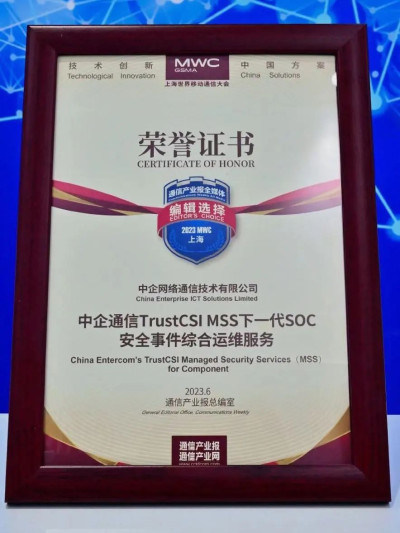 技术创新 MWC 中国方案
Technological Innovation GSMA China Solutions
上海世界移动通信大会
荣誉证书
CERTIFICATE OF HONOR
通信产业报全媒体
编辑选择
EDITOR'S CHOICE
2023 MWC
上海
中企网络通信技术有限公司
China Enterprise ICT Solutions Limited
中企通信TrustCSI MSS下一代SOC
安全事件综合运维服务
China Entercom's TrustCSI Managed Security Services (MSS)
for Component
2023.6
通信产业报总编室
General Editorial Office, Communications Weekly
通信产业报
通信产业网